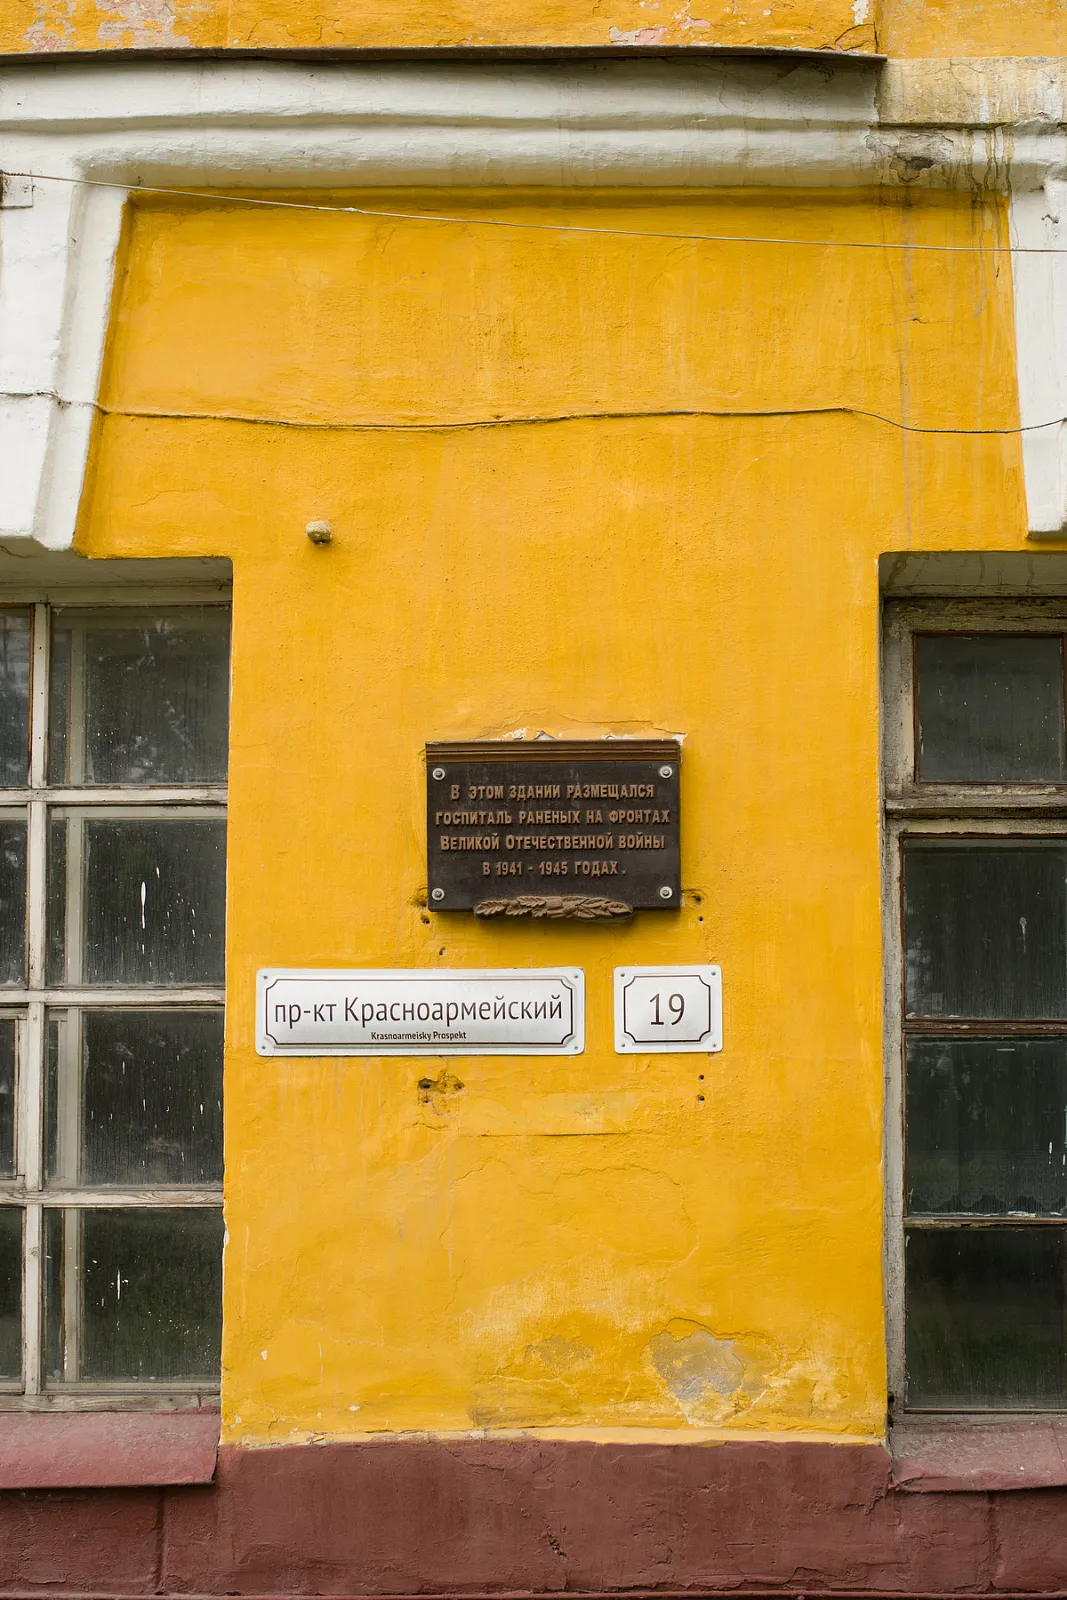 В ЭТОМ ЗДАНИИ РАЗМЕЩАЛСЯ
ГОСПИТАЛЬ РАНЕНЫХ НА ФРОНТАХ
ВЕЛИКОЙ ОТЕЧЕСТВЕННОЙ ВОЙНЫ
В 1941 - 1945 ГОДАХ.
пр-кт Красноармейский
Krasnoarmeisky Prospekt
19